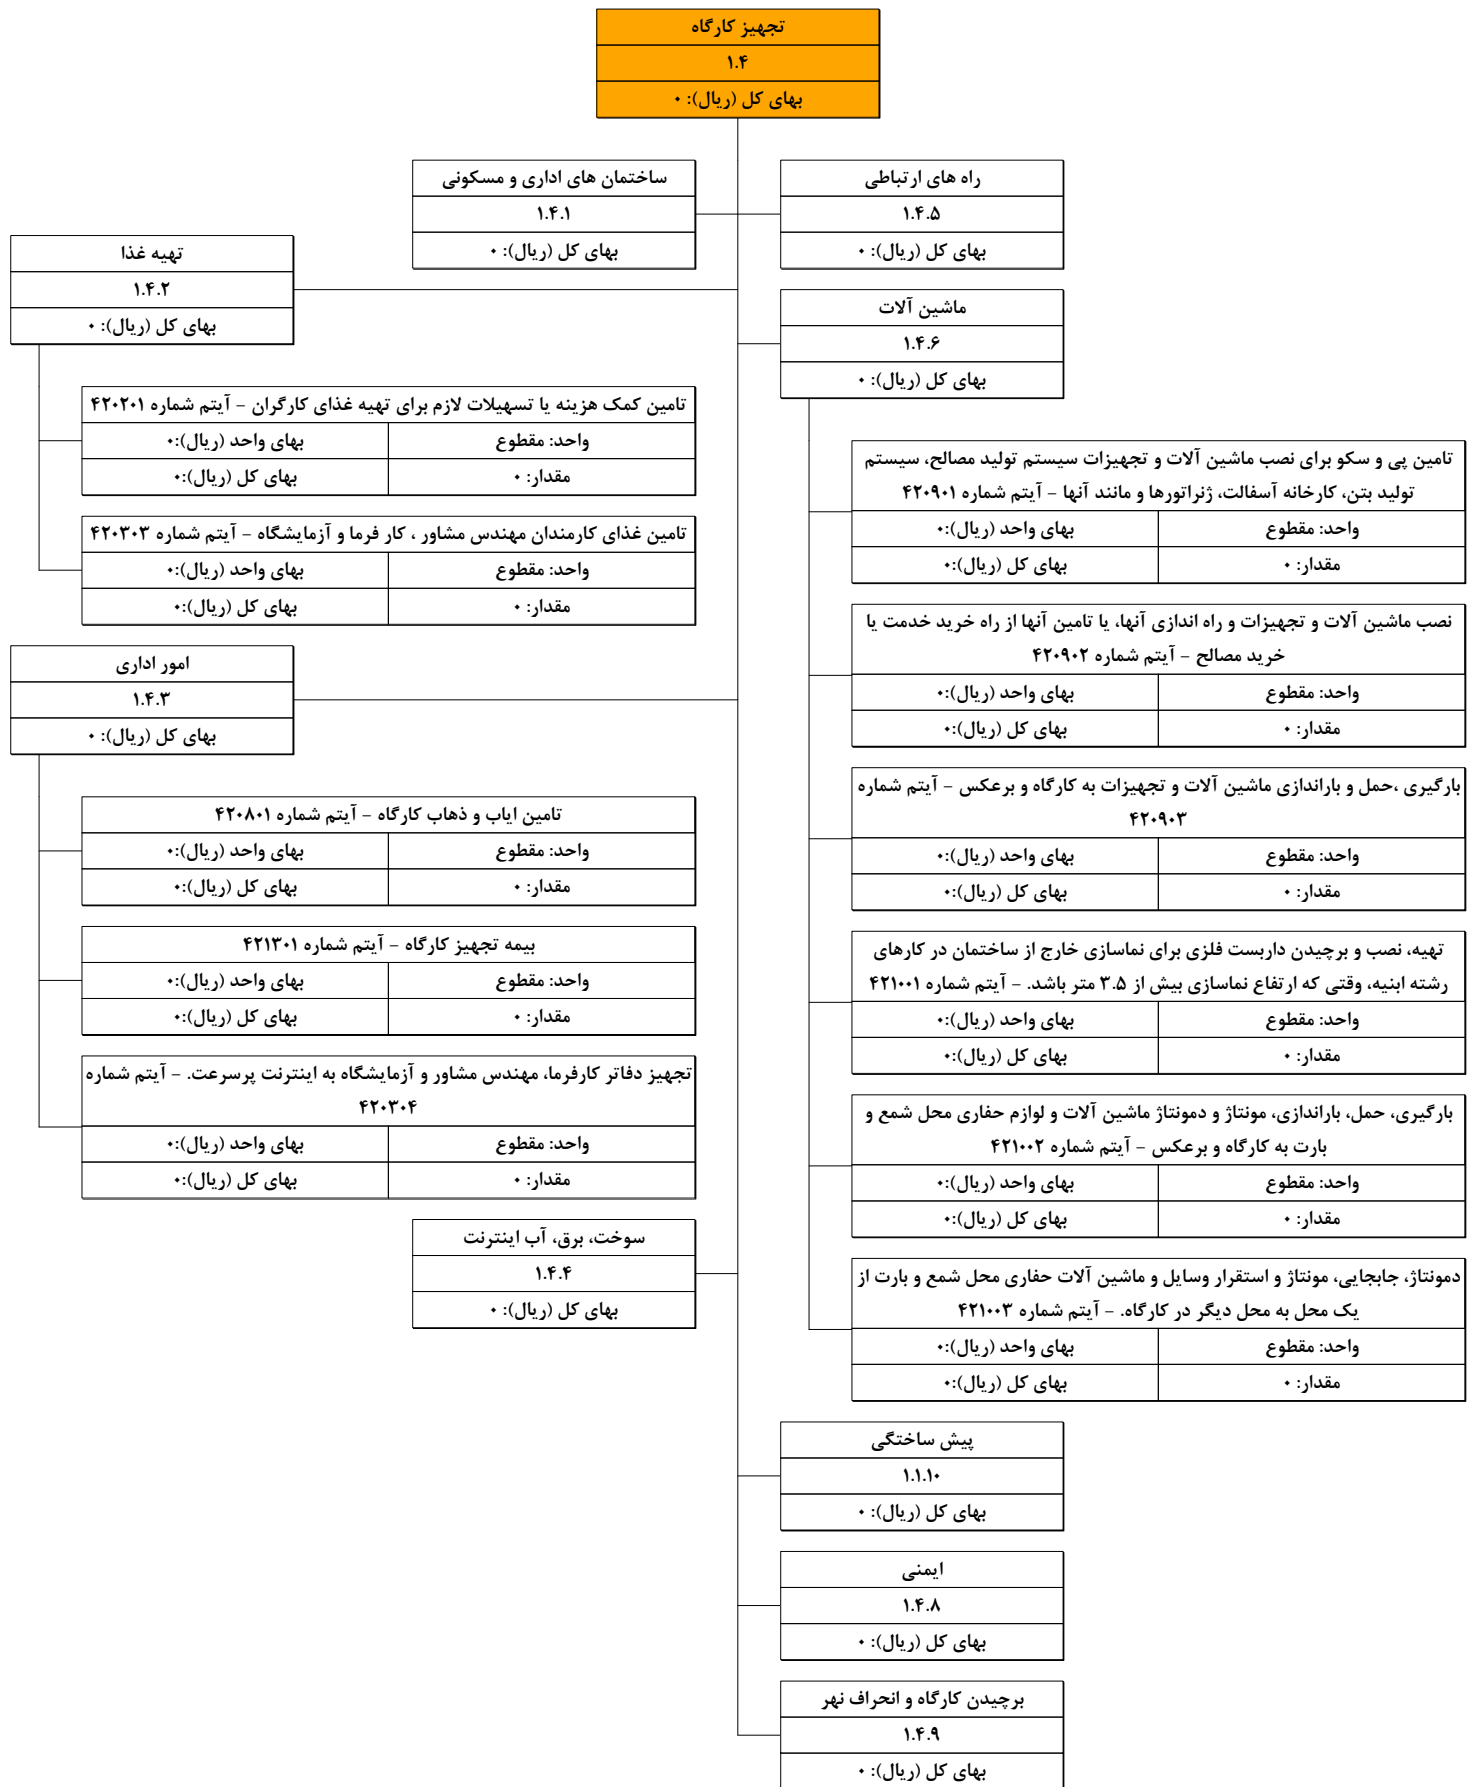 تجهیز کارگاه
۱.۴
بهای کل (ریال): ۰
ساختمان های اداری و مسکونی
۱.۴.۱
بهای کل (ریال): ۰
تهیه غذا
۱.۴.۲
بهای کل (ریال): ۰
تامین کمک هزینه یا تسهیلات لازم برای تهیه غذای کارگران - آیتم شماره ۴۲۰۲۰۱
واحد: مقطوع بهای واحد (ریال):۰
مقدار: ۰ بهای کل (ریال):۰
تامین غذای کارمندان مهندس مشاور ، کار فرما و آزمایشگاه - آیتم شماره ۴۲۰۳۰۳
واحد: مقطوع بهای واحد (ریال):۰
مقدار: ۰ بهای کل (ریال):۰
امور اداری
۱.۴.۳
بهای کل (ریال): ۰
تامین ایاب و ذهاب کارگاه - آیتم شماره ۴۲۰۸۰۱
واحد: مقطوع بهای واحد (ریال):۰
مقدار: ۰ بهای کل (ریال):۰
بیمه تجهیز کارگاه - آیتم شماره ۴۲۱۳۰۱
واحد: مقطوع بهای واحد (ریال):۰
مقدار: ۰ بهای کل (ریال):۰
تجهیز دفاتر کارفرما، مهندس مشاور و آزمایشگاه به اینترنت پرسرعت. - آیتم شماره
۴۲۰۳۰۴
واحد: مقطوع بهای واحد (ریال):۰
مقدار: ۰ بهای کل (ریال):۰
سوخت، برق، آب اینترنت
۱.۴.۴
بهای کل (ریال): ۰
راه های ارتباطی
۱.۴.۵
بهای کل (ریال): ۰
ماشین آلات
۱.۴.۶
بهای کل (ریال): ۰
تامین پی و سکو برای نصب ماشین آلات و تجهیزات سیستم تولید مصالح، سیستم
تولید بتن، کارخانه آسفالت، ژنراتورها و مانند آنها - آیتم شماره ۴۲۰۹۰۱
واحد: مقطوع بهای واحد (ریال):۰
مقدار: ۰ بهای کل (ریال):۰
نصب ماشین آلات و تجهیزات و راه اندازی آنها، یا تامین آنها از راه خرید خدمت یا
خرید مصالح - آیتم شماره ۴۲۰۹۰۲
واحد: مقطوع بهای واحد (ریال):۰
مقدار: ۰ بهای کل (ریال):۰
بارگیری ،حمل و باراندازی ماشین آلات و تجهیزات به کارگاه و برعکس - آیتم شماره
۴۲۰۹۰۳
واحد: مقطوع بهای واحد (ریال):۰
مقدار: ۰ بهای کل (ریال):۰
تهیه، نصب و برچیدن داربست فلزی برای نماسازی خارج از ساختمان در کارهای
رشته ابنیه، وقتی که ارتفاع نماسازی بیش از ۳.۵ متر باشد. - آیتم شماره ۴۲۱۰۰۱
واحد: مقطوع بهای واحد (ریال):۰
مقدار: ۰ بهای کل (ریال):۰
بارگیری، حمل، باراندازی، مونتاژ و دمونتاژ ماشین آلات و لوازم حفاری محل شمع و
بارت به کارگاه و برعکس - آیتم شماره ۴۲۱۰۰۲
واحد: مقطوع بهای واحد (ریال):۰
مقدار: ۰ بهای کل (ریال):۰
دمونتاژ، جابجایی، مونتاژ و استقرار وسایل و ماشین آلات حفاری محل شمع و بارت از
یک محل به محل دیگر در کارگاه. - آیتم شماره ۴۲۱۰۰۳
واحد: مقطوع بهای واحد (ریال):۰
مقدار: ۰ بهای کل (ریال):۰
پیش ساختگی
۱.۱.۱۰
بهای کل (ریال): ۰
ایمنی
۱.۴.۸
بهای کل (ریال): ۰
برچیدن کارگاه و انحراف نهر
۱.۴.۹
بهای کل (ریال): ۰